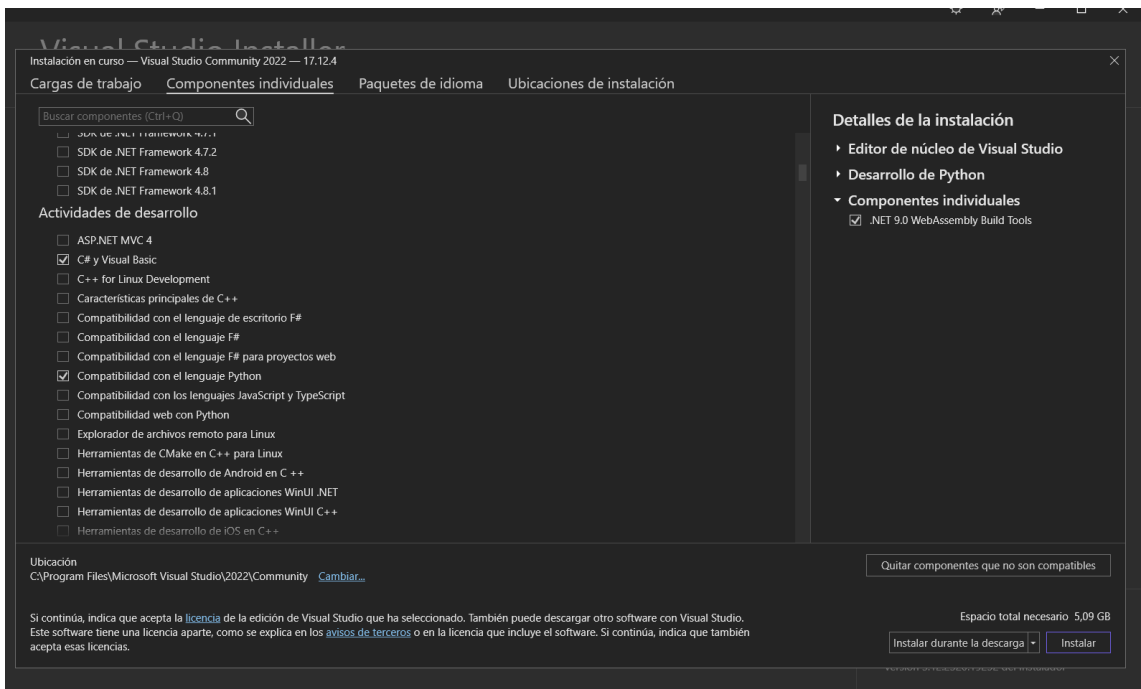 Visual Studio Installer
Instalación en curso — Visual Studio Community 2022 — 17.12.4
Cargas de trabajo Componentes individuales Paquetes de idioma Ubicaciones de instalación
Buscar componentes (Ctrl+Q)
SDK de .NET Framework 4.7.1
SDK de .NET Framework 4.7.2
SDK de .NET Framework 4.8
SDK de .NET Framework 4.8.1
Actividades de desarrollo
ASP.NET MVC 4
C# y Visual Basic
C++ for Linux Development
Características principales de C++
Compatibilidad con el lenguaje de escritorio F#
Compatibilidad con el lenguaje F#
Compatibilidad con el lenguaje F# para proyectos web
Compatibilidad con el lenguaje Python
Compatibilidad con los lenguajes JavaScript y TypeScript
Compatibilidad web con Python
Explorador de archivos remoto para Linux
Herramientas de CMake en C++ para Linux
Herramientas de desarrollo de Android en C ++
Herramientas de desarrollo de aplicaciones WinUI .NET
Herramientas de desarrollo de aplicaciones WinUI C++
Herramientas de desarrollo de iOS en C++
Detalles de la instalación
Editor de núcleo de Visual Studio
Desarrollo de Python
Componentes individuales
.NET 9.0 WebAssembly Build Tools
Ubicación
C:\Program Files\Microsoft Visual Studio\2022\Community Cambiar...
Quitar componentes que no son compatibles
Si continúa, indica que acepta la licencia de la edición de Visual Studio que ha seleccionado. También puede descargar otro software con Visual Studio.
Este software tiene una licencia aparte, como se explica en los avisos de terceros o en la licencia que incluye el software. Si continúa, indica que también
acepta esas licencias.
Espacio total necesario 5,09 GB
Instalar durante la descarga Instalar
del Instalador